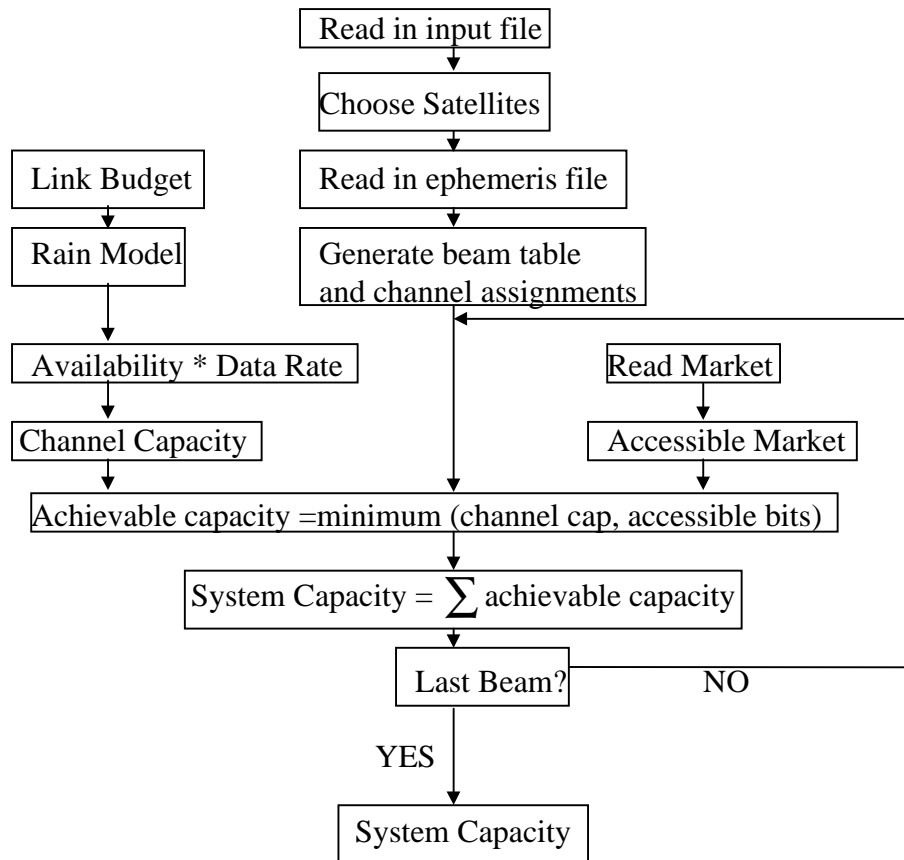 Read in input file
Choose Satellites
Link Budget
Read in ephemeris file
Rain Model
Generate beam table
and channel assignments
Availability * Data Rate
Read Market
Channel Capacity
Accessible Market
Achievable capacity =minimum (channel cap, accessible bits)
System Capacity = ∑ achievable capacity
Last Beam?
NO
YES
System Capacity